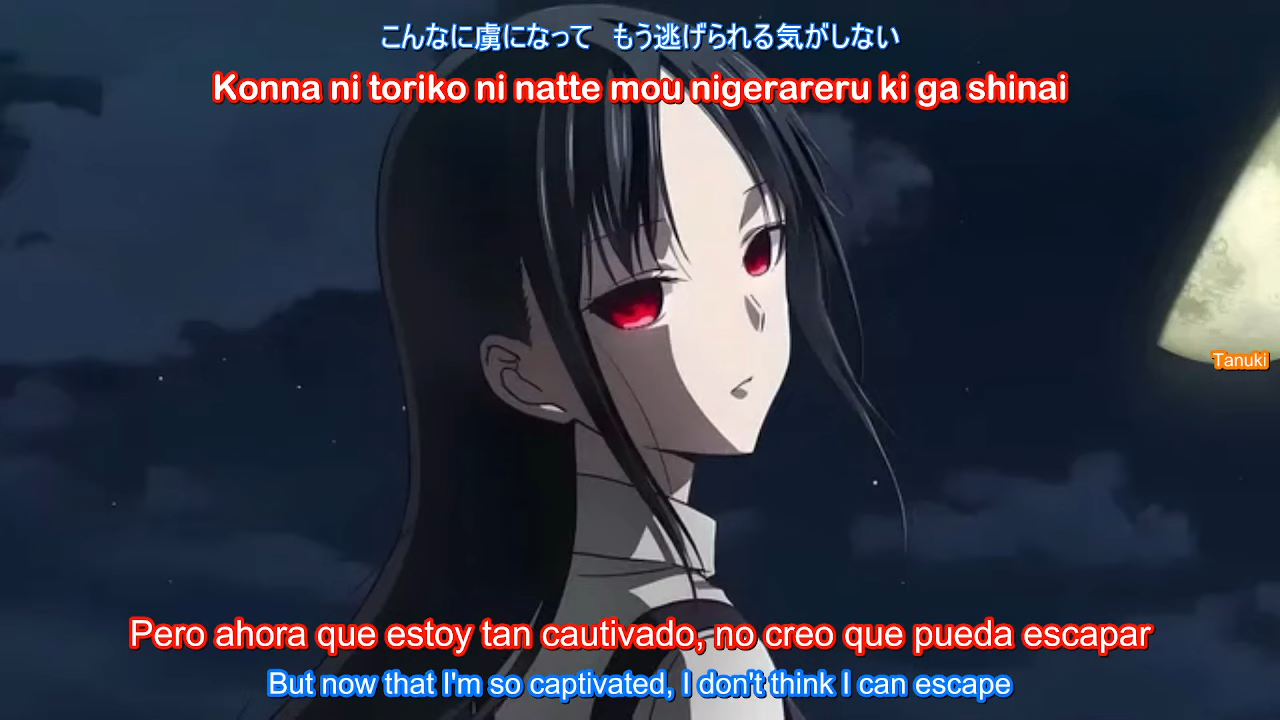 こんなに虜になって　もう逃げられる気がしない
Konna ni toriko ni natte mou nigerareru ki ga shinai
Tanuki
Pero ahora que estoy tan cautivado, no creo que pueda escapar
But now that I'm so captivated, I don't think I can escape